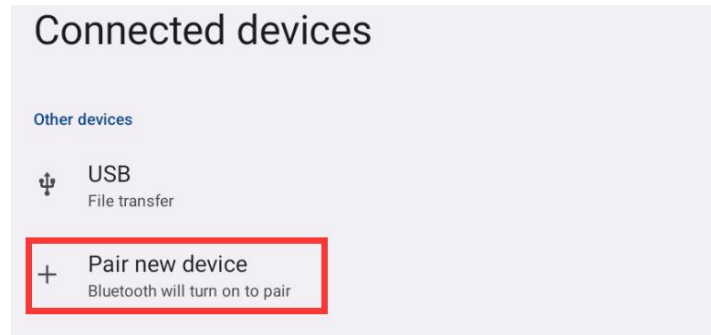 Connected devices
Other devices
USB
File transfer
Pair new device
Bluetooth will turn on to pair